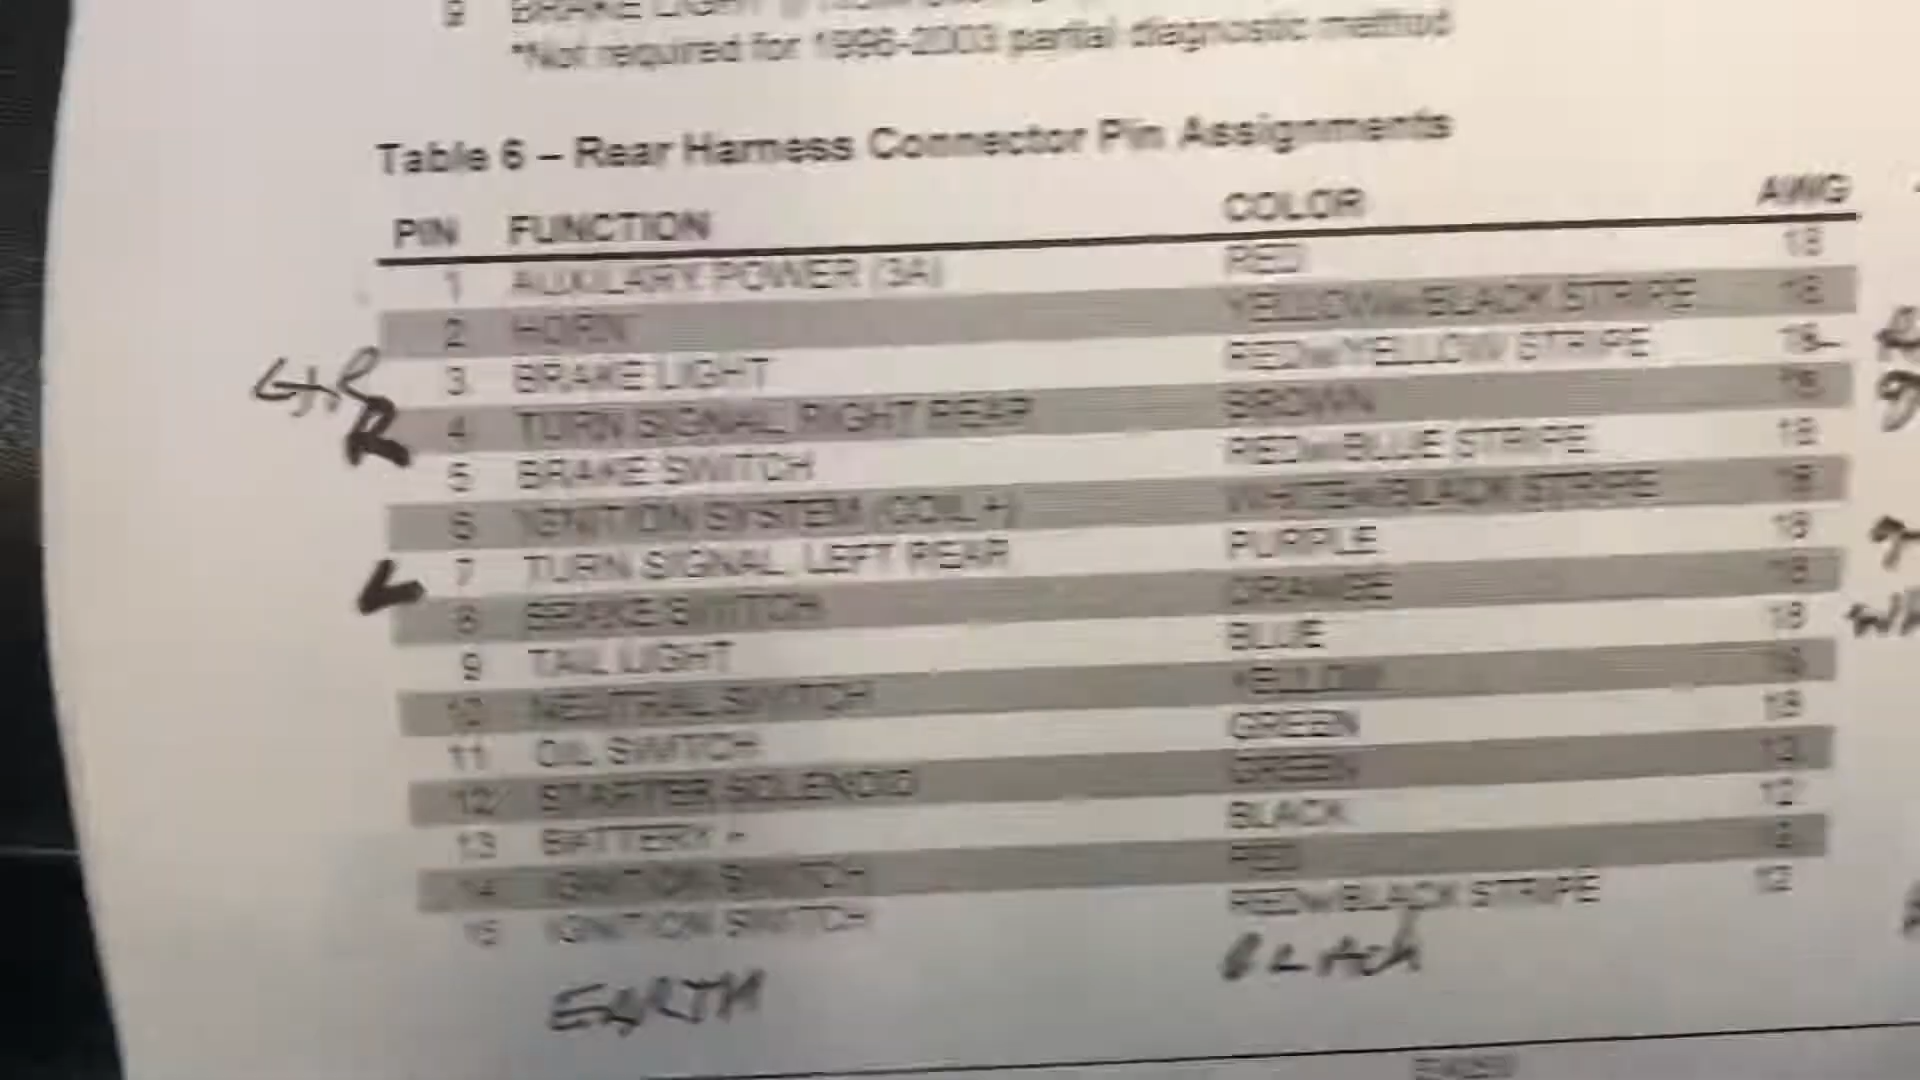 9 BRAKE LIGHT
*Not required for 1996-2003 partial diagnostic method
Table 6 – Rear Harness Connector Pin Assignments
PIN FUNCTION COLOR AWG
1 AUXILARY POWER (3A) RED 18
2 HORN YELLOW w/BLACK STRIPE 18
3 BRAKE LIGHT RED w/YELLOW STRIPE 18
R 4 TURN SIGNAL, RIGHT REAR BROWN 18
5 BRAKE SWITCH RED w/BLUE STRIPE 18
6 IGNITION SYSTEM (COIL +) WHITE w/BLACK STRIPE 18
L 7 TURN SIGNAL, LEFT REAR PURPLE 18
8 BRAKE SWITCH ORANGE 18
9 TAIL LIGHT BLUE 18
10 NEUTRAL SWITCH YELLOW 18
11 OIL SWITCH GREEN 18
12 STARTER SOLENOID GREEN 12
13 BATTERY + BLACK 12
14 IGNITION SWITCH RED
15 IGNITION SWITCH RED w/BLACK STRIPE 12
EARTH BLACK